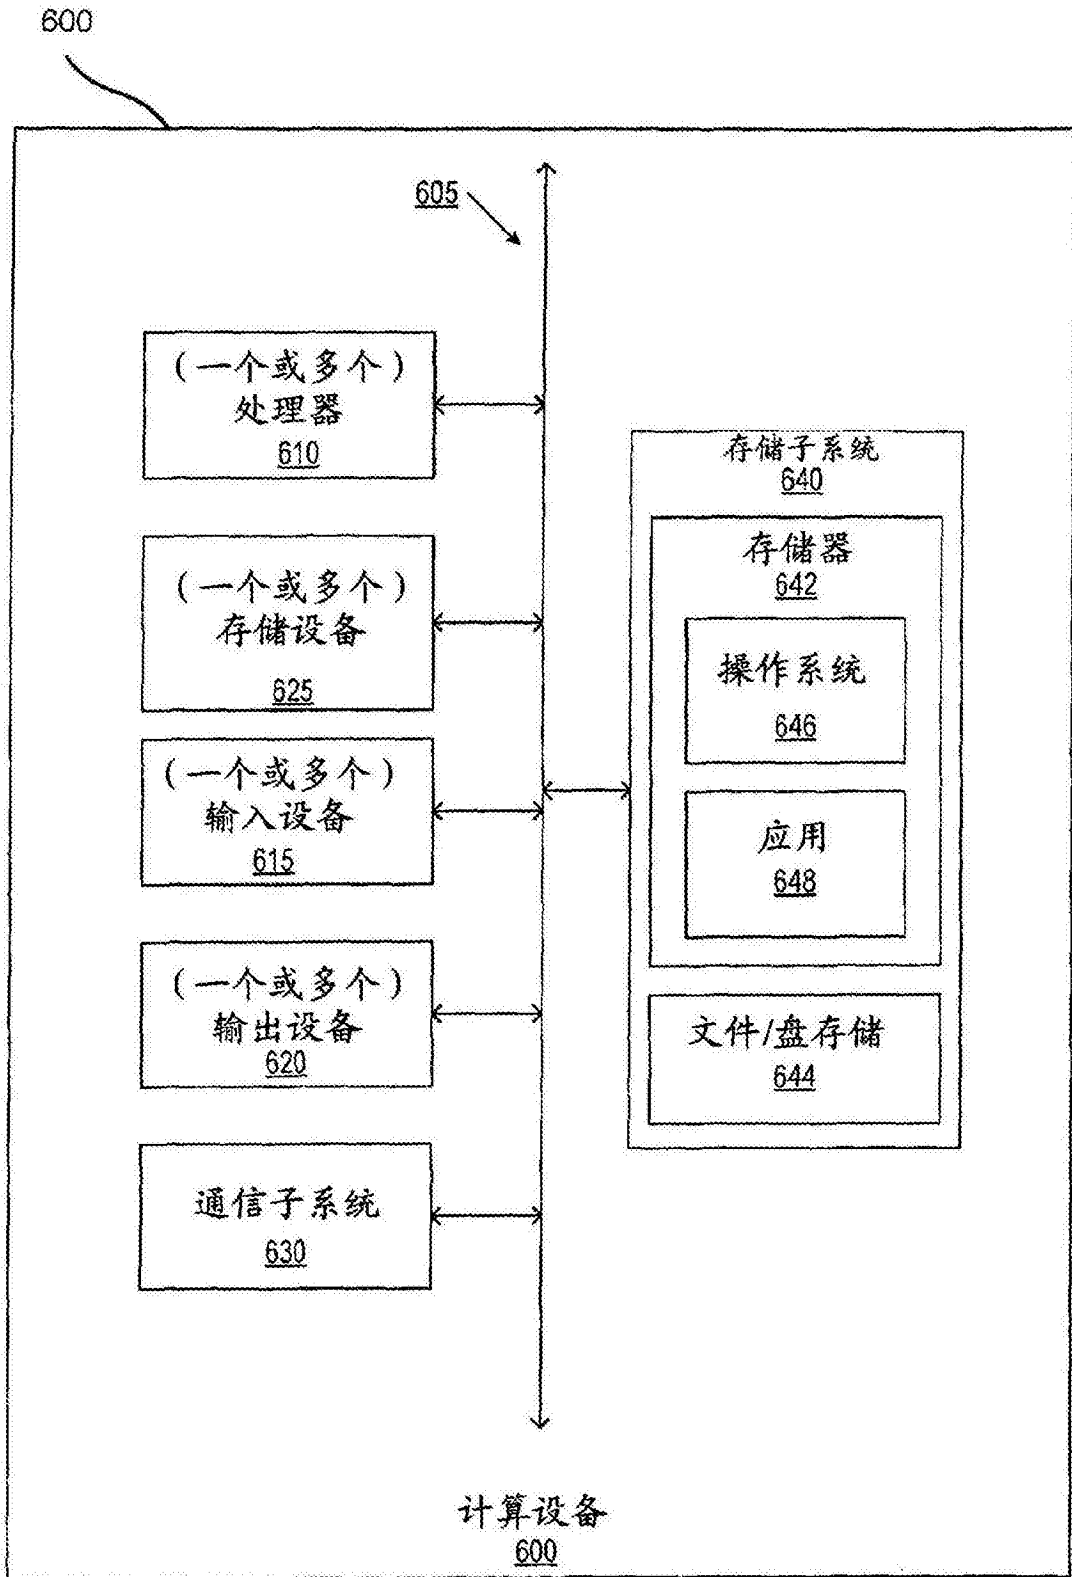 600
605
（一个或多个）
处理器
610
（一个或多个）
存储设备
625
（一个或多个）
输入设备
615
（一个或多个）
输出设备
620
通信子系统
630
存储子系统
640
存储器
642
操作系统
646
应用
648
文件/盘存储
644
计算设备
600